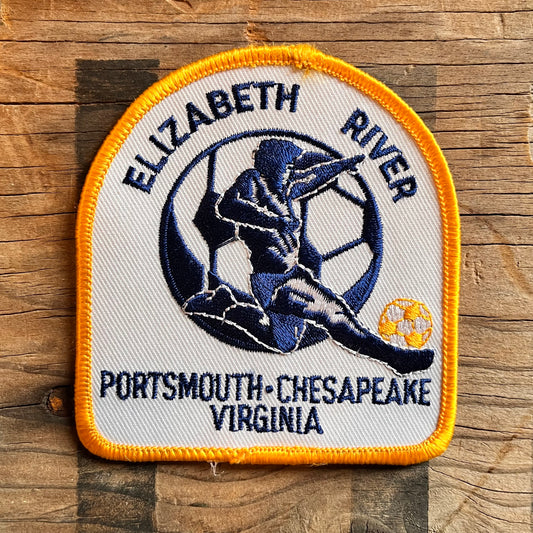 ELIZABETH RIVER
PORTSMOUTH•CHESAPEAKE
VIRGINIA